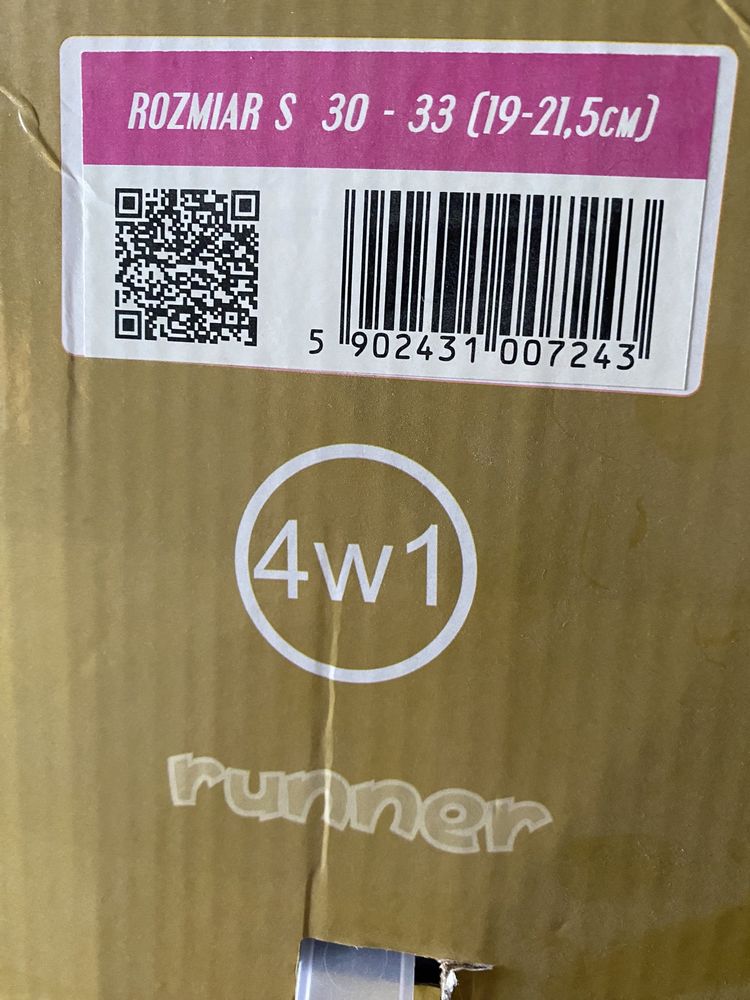 ROZMIAR S 30 - 33 (19-21,5CM)
5 902431 007243
4w1
runner